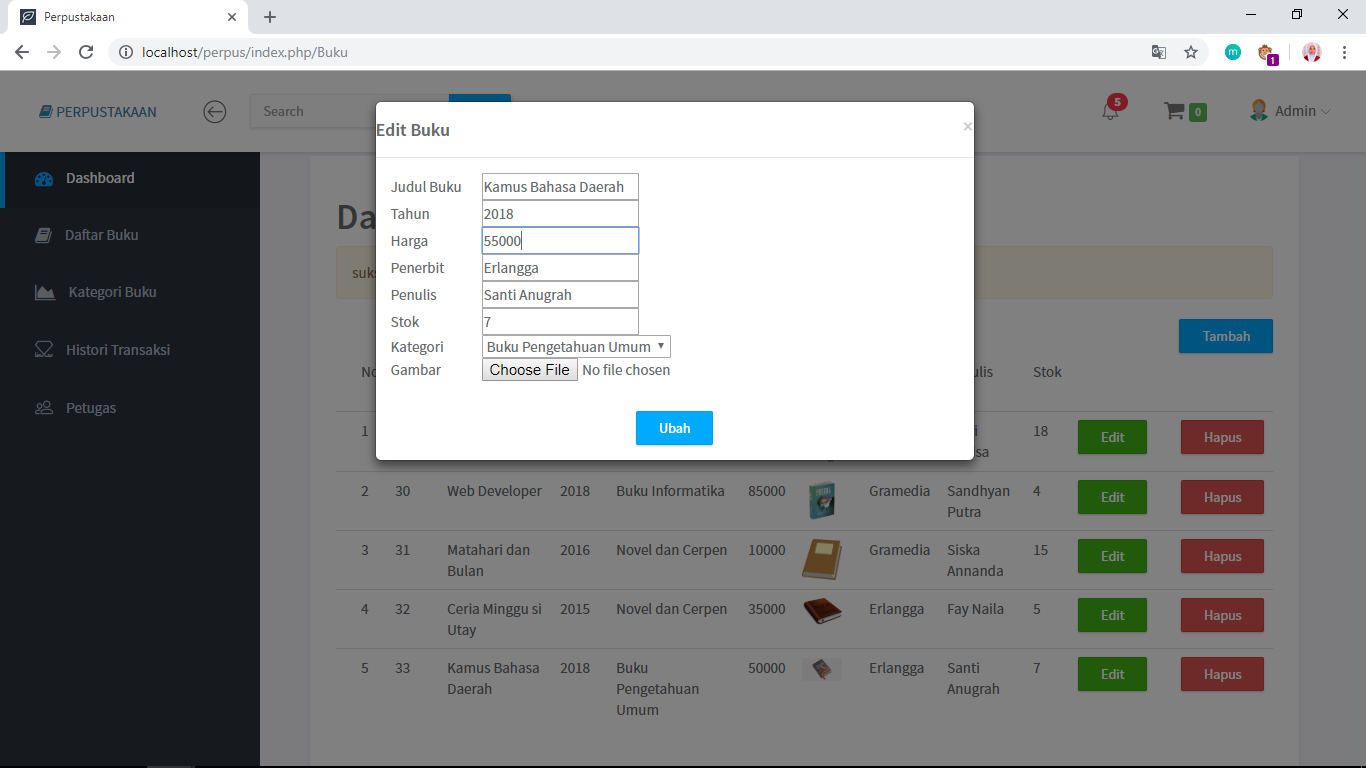 Perpustakaan
localhost/perpus/index.php/Buku
m
1
PERPUSTAKAAN
Search
5
0
Admin
Edit Buku
×
Dashboard
Daftar Buku
Kategori Buku
Histori Transaksi
Petugas
Da
suks
Judul Buku Kamus Bahasa Daerah
Tahun 2018
Harga 55000
Penerbit Erlangga
Penulis Santi Anugrah
Stok 7
Kategori Buku Pengetahuan Umum
Gambar Choose File No file chosen
Ubah
Tambah
No ulis Stok
1 i 18 Edit Hapus
sa
2 30 Web Developer 2018 Buku Informatika 85000 Gramedia Sandhyan 4 Edit Hapus
Putra
3 31 Matahari dan 2016 Novel dan Cerpen 10000 Gramedia Siska 15 Edit Hapus
Bulan Annanda
4 32 Ceria Minggu si 2015 Novel dan Cerpen 35000 Erlangga Fay Naila 5 Edit Hapus
Utay
5 33 Kamus Bahasa 2018 Buku 50000 Erlangga Santi 7 Edit Hapus
Daerah Pengetahuan Anugrah
Umum